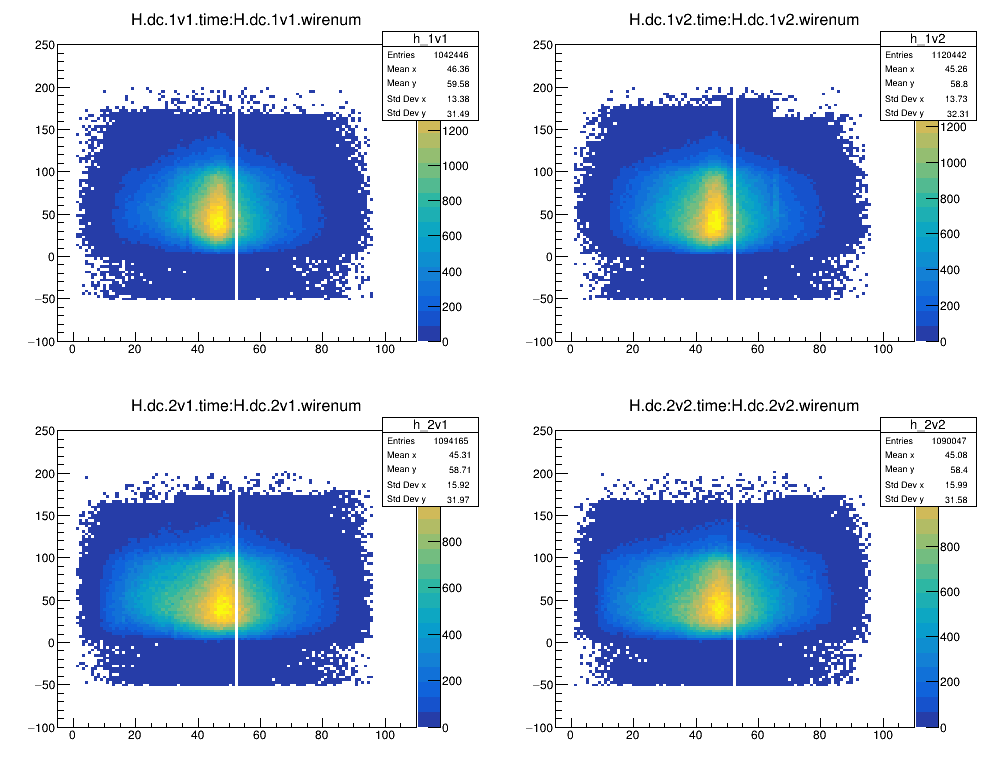 H.dc.1v1.time:H.dc.1v1.wirenum
h_1v1
Entries 1042446
Mean x 46.36
Mean y 59.58
Std Dev x 13.38
Std Dev y 31.49
250
200
150
100
50
0
−50
−100
0 20 40 60 80 100
1200
1000
800
600
400
200
0
H.dc.1v2.time:H.dc.1v2.wirenum
h_1v2
Entries 1120442
Mean x 45.26
Mean y 58.8
Std Dev x 13.73
Std Dev y 32.31
250
200
150
100
50
0
−50
−100
0 20 40 60 80 100
1200
1000
800
600
400
200
0
H.dc.2v1.time:H.dc.2v1.wirenum
h_2v1
Entries 1094165
Mean x 45.31
Mean y 58.71
Std Dev x 15.92
Std Dev y 31.97
250
200
150
100
50
0
−50
−100
0 20 40 60 80 100
800
600
400
200
0
H.dc.2v2.time:H.dc.2v2.wirenum
h_2v2
Entries 1090047
Mean x 45.08
Mean y 58.4
Std Dev x 15.99
Std Dev y 31.58
250
200
150
100
50
0
−50
−100
0 20 40 60 80 100
800
600
400
200
0